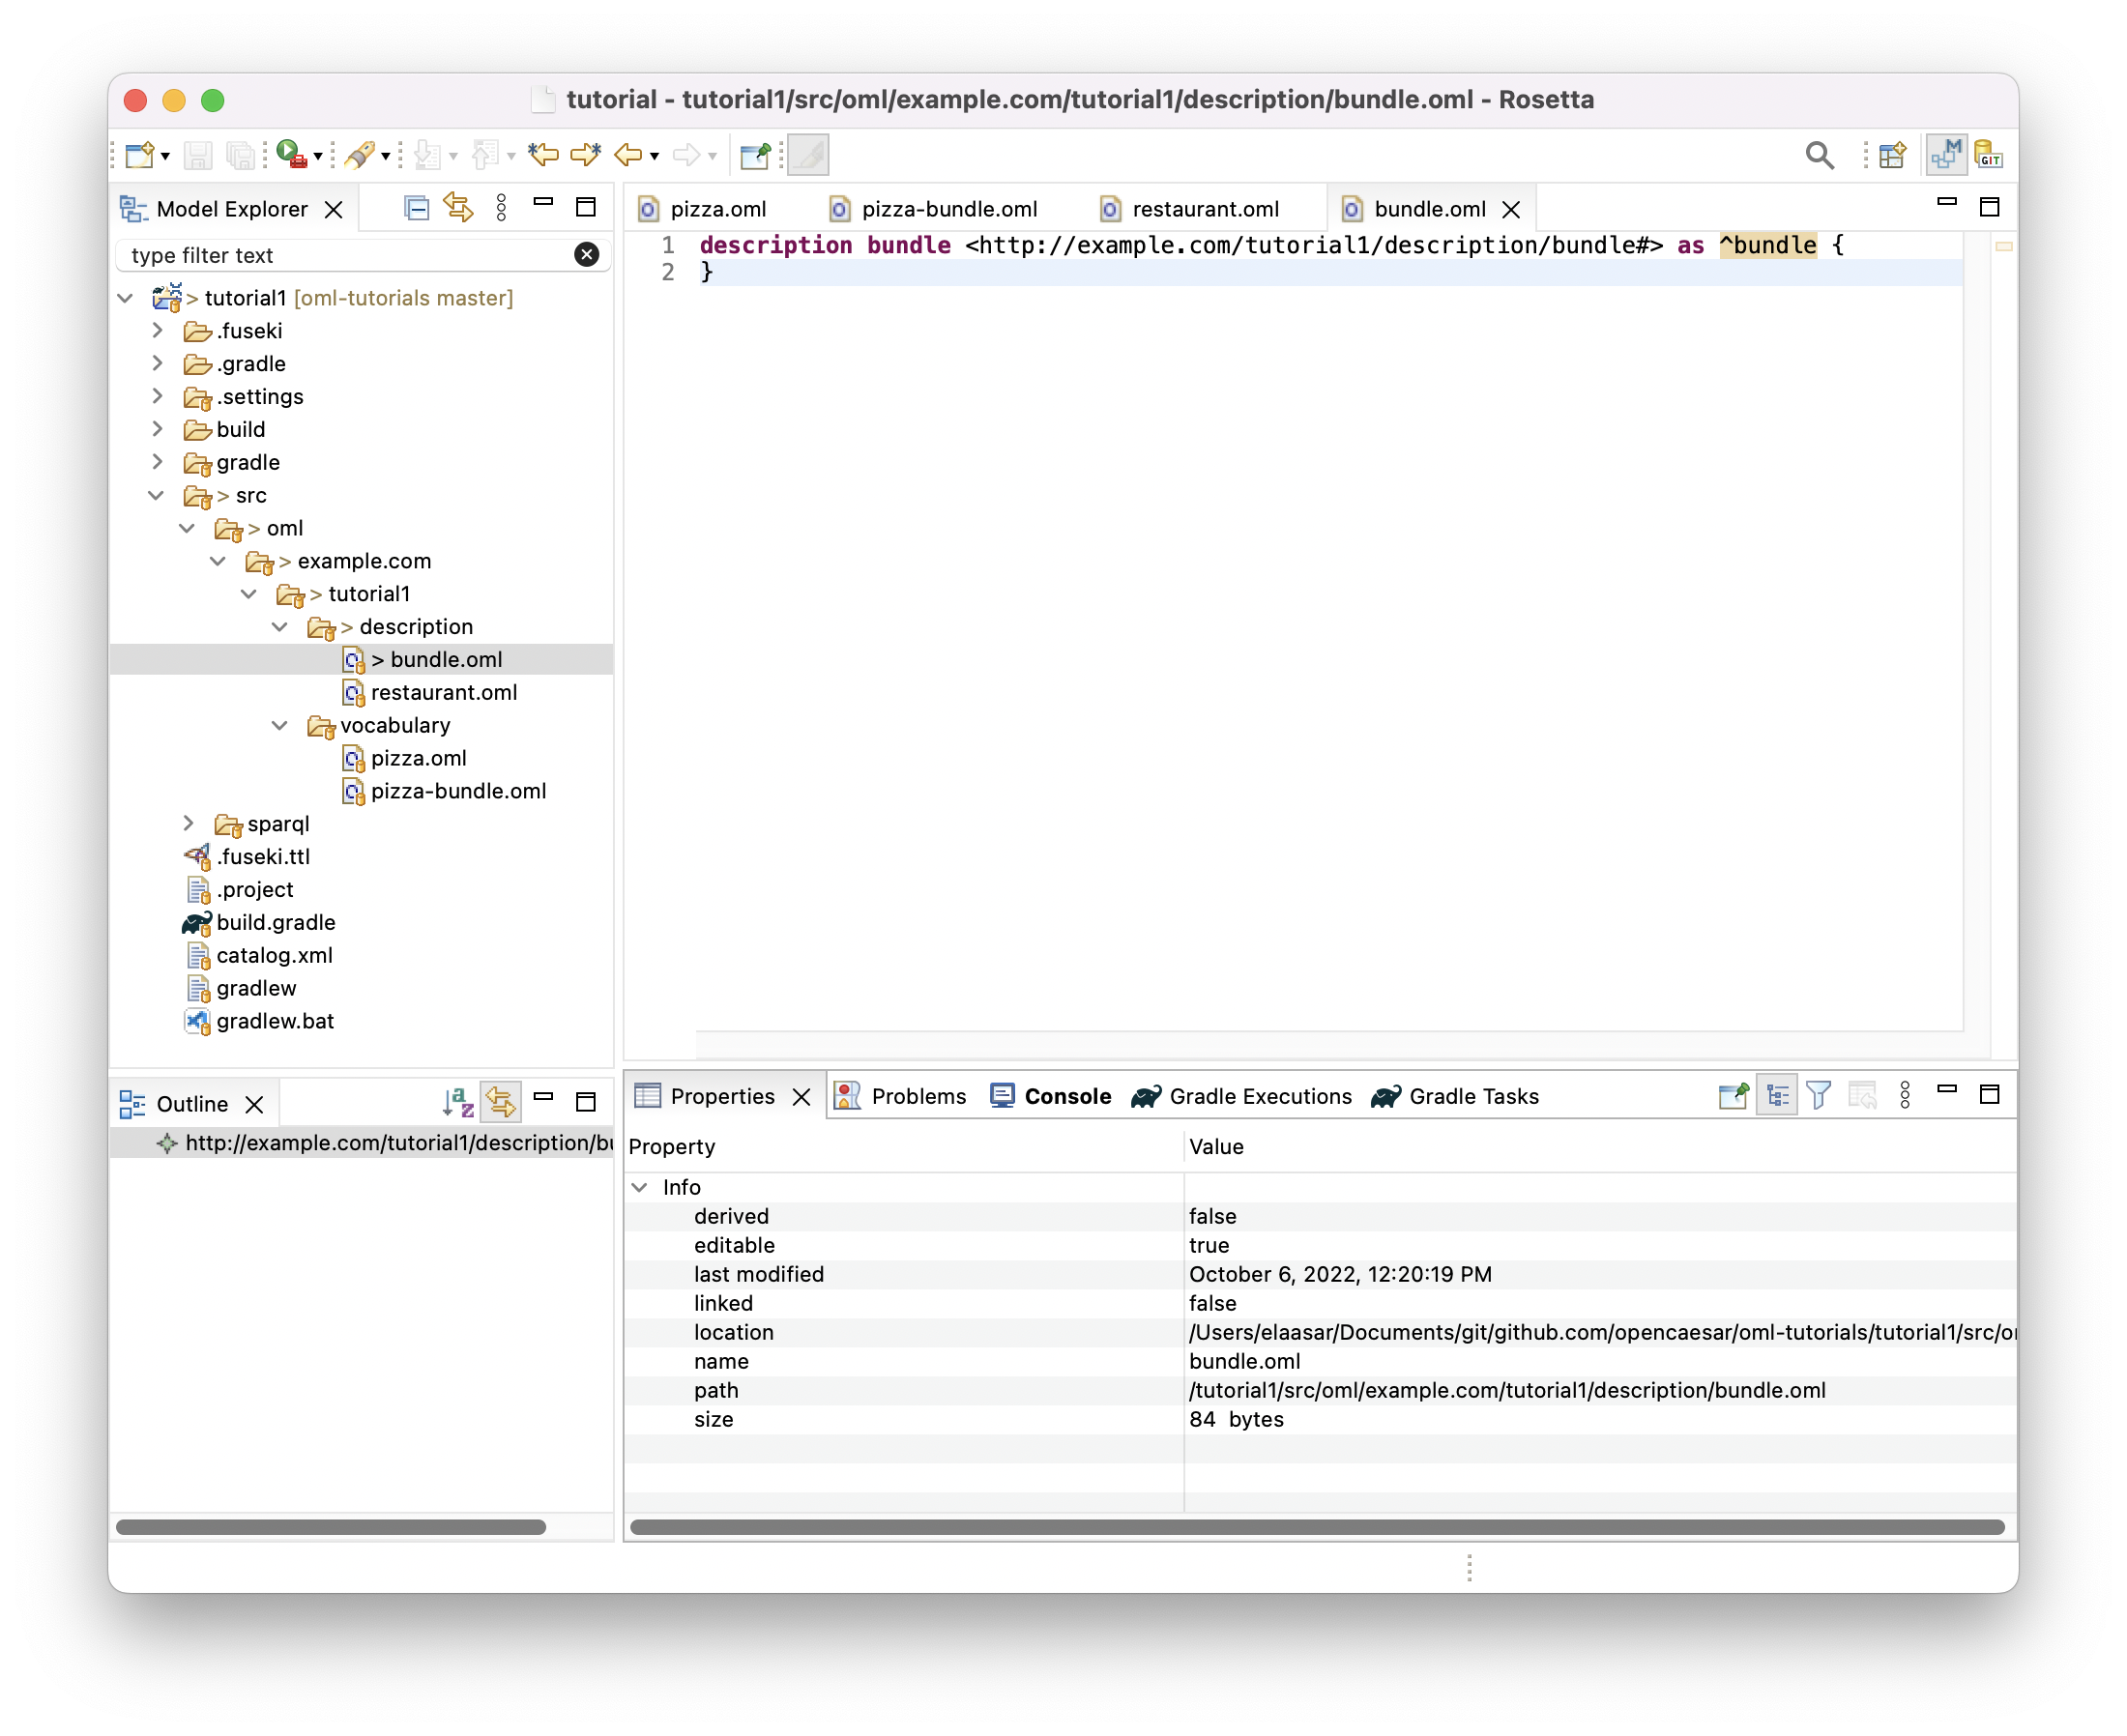 tutorial - tutorial1/src/oml/example.com/tutorial1/description/bundle.oml - Rosetta
GIT
Model Explorer
type filter text
> tutorial1 [oml-tutorials master]
.fuseki
.gradle
.settings
build
gradle
> src
> oml
> example.com
> tutorial1
> description
> bundle.oml
restaurant.oml
vocabulary
pizza.oml
pizza-bundle.oml
sparql
.fuseki.ttl
.project
build.gradle
catalog.xml
gradlew
gradlew.bat
pizza.oml pizza-bundle.oml restaurant.oml bundle.oml
1 description bundle <http://example.com/tutorial1/description/bundle#> as ^bundle {
2 }
Outline
http://example.com/tutorial1/description/bu
Properties Problems Console Gradle Executions Gradle Tasks
Property Value
Info
derived false
editable true
last modified October 6, 2022, 12:20:19 PM
linked false
location /Users/elaasar/Documents/git/github.com/opencaesar/oml-tutorials/tutorial1/src/o
name bundle.oml
path /tutorial1/src/oml/example.com/tutorial1/description/bundle.oml
size 84 bytes